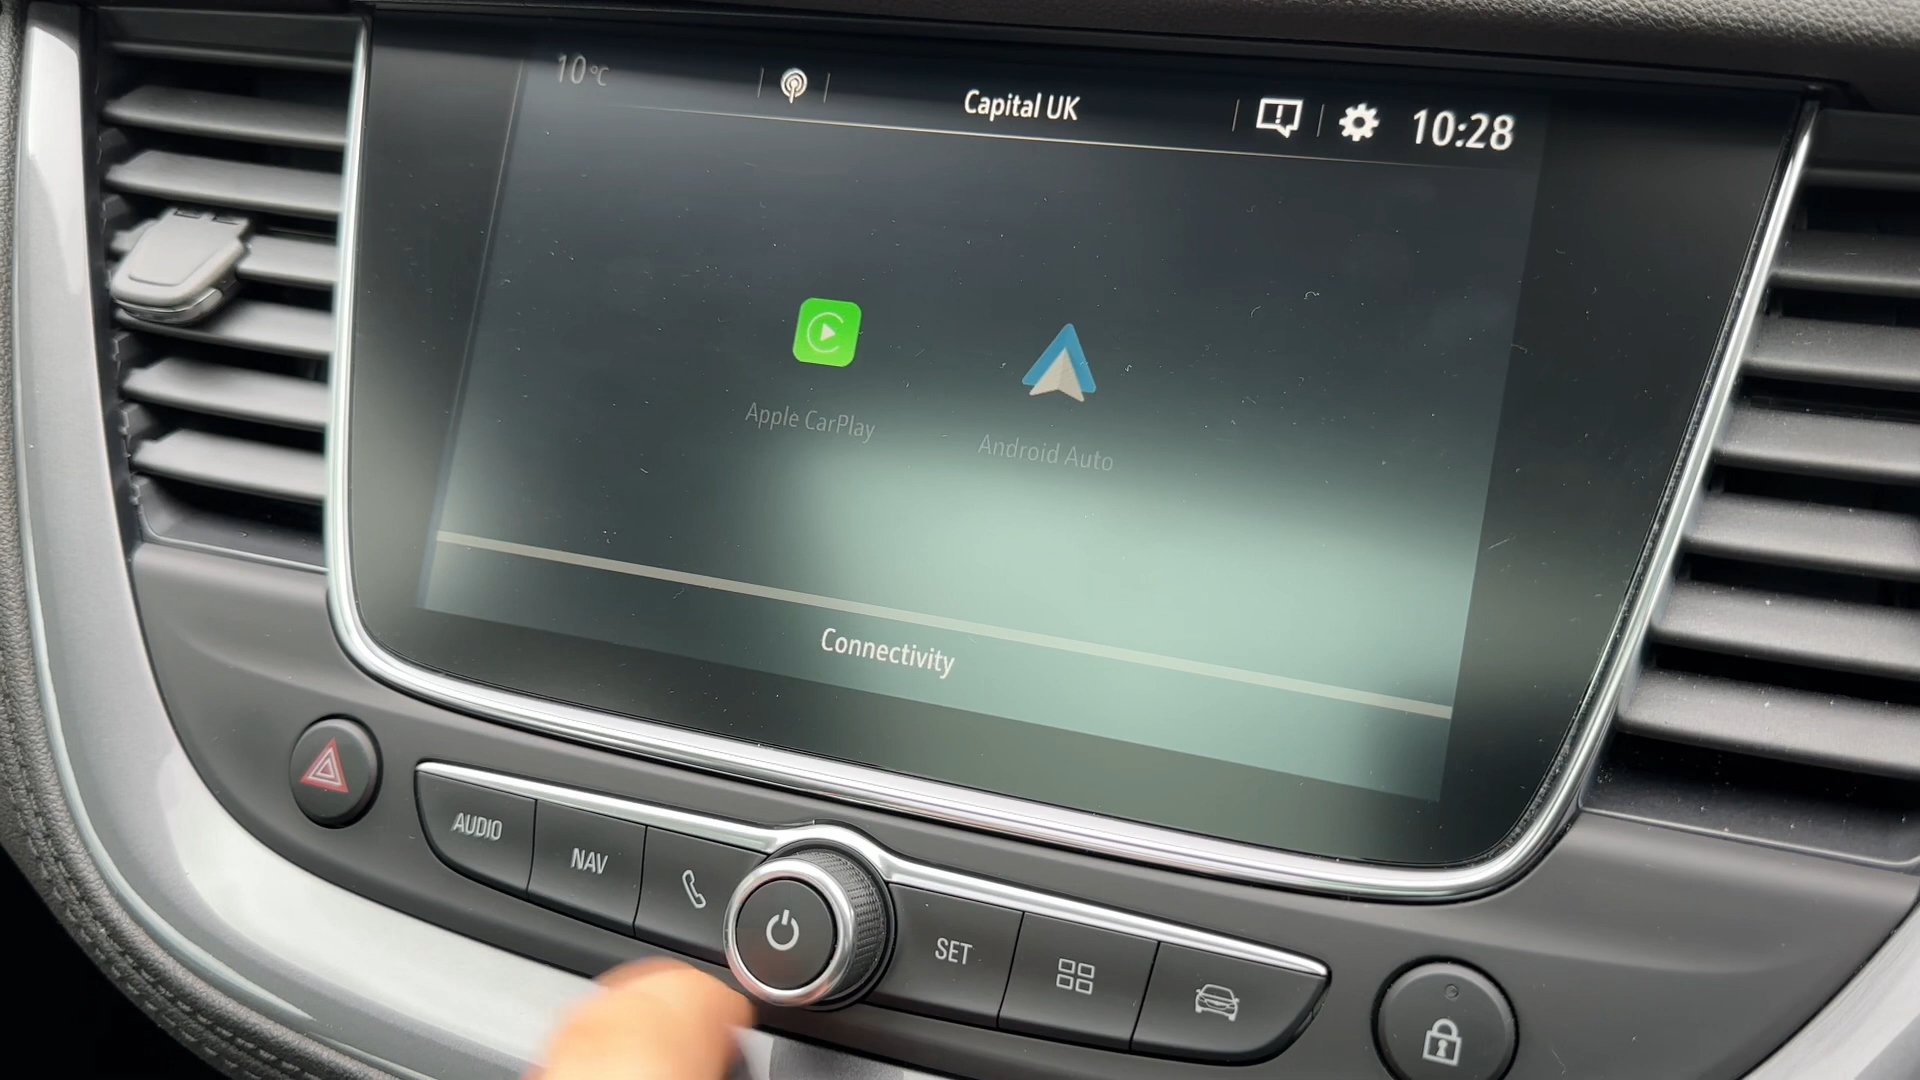 10°C
Capital UK
10:28
Apple CarPlay
Android Auto
Connectivity
AUDIO
NAV
SET